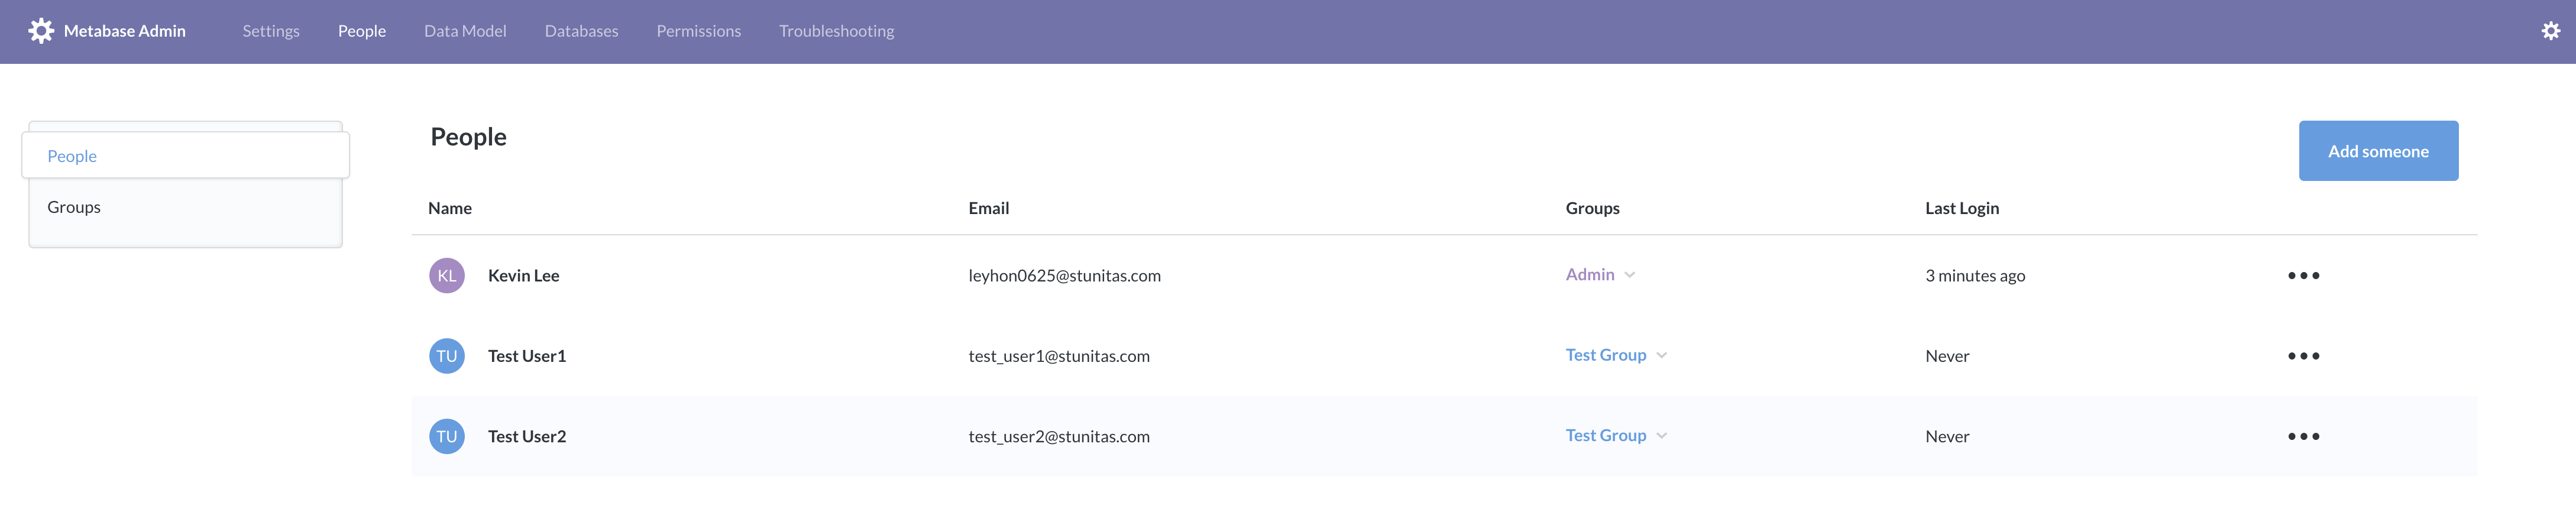 Metabase Admin Settings People Data Model Databases Permissions Troubleshooting
People
Groups
People
Add someone
Name Email Groups Last Login
KL Kevin Lee leyhon0625@stunitas.com Admin 3 minutes ago
TU Test User1 test_user1@stunitas.com Test Group Never
TU Test User2 test_user2@stunitas.com Test Group Never